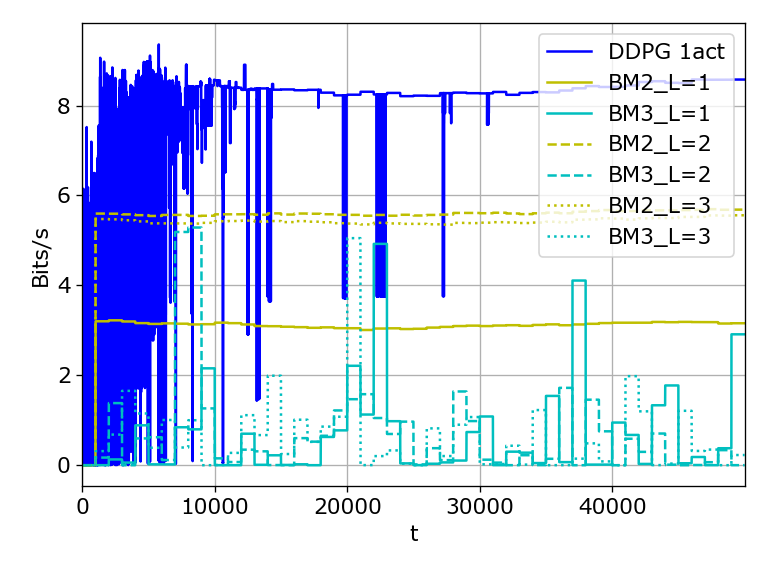 Bits/s
8
6
4
2
0
0 10000 20000 30000 40000
t
DDPG 1act
BM2_L=1
BM3_L=1
BM2_L=2
BM3_L=2
BM2_L=3
BM3_L=3